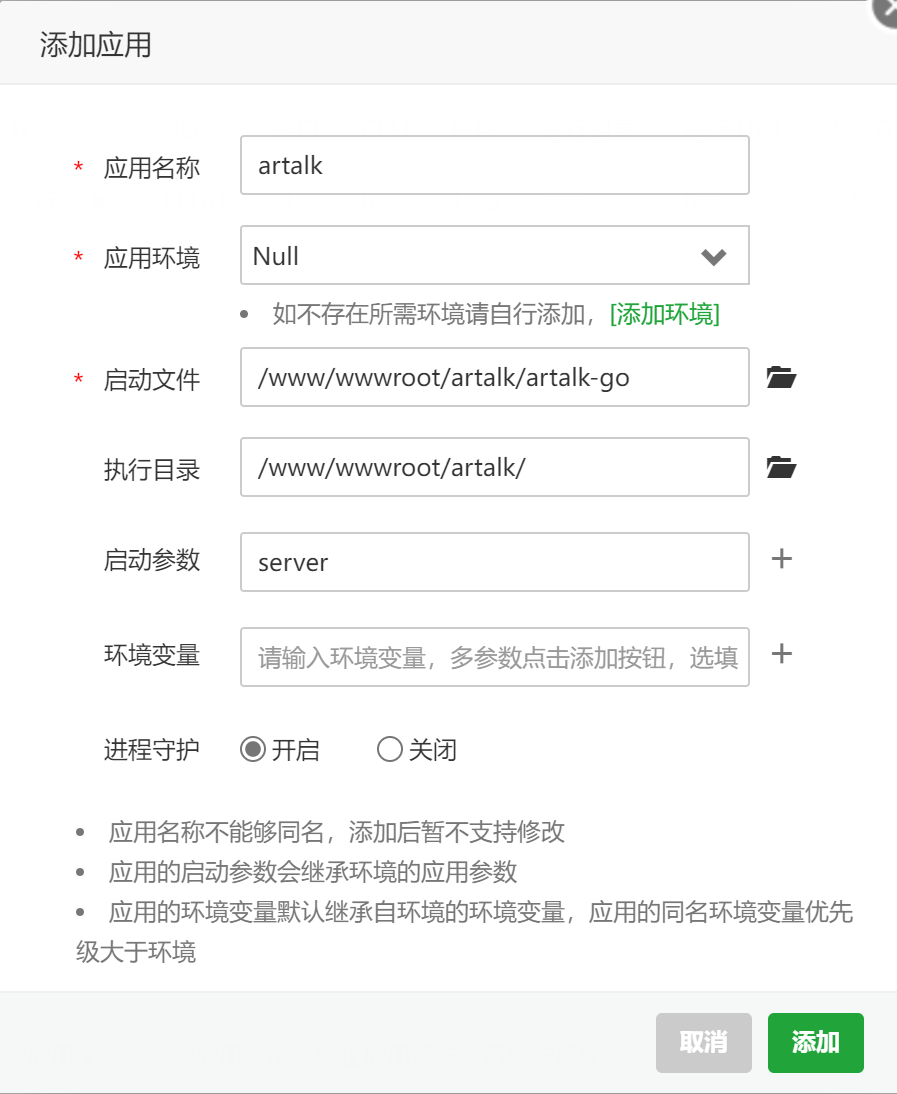 添加应用
* 应用名称 artalk
* 应用环境 Null
• 如不存在所需环境请自行添加，[添加环境]
* 启动文件 /www/wwwroot/artalk/artalk-go
执行目录 /www/wwwroot/artalk/
启动参数 server +
环境变量 请输入环境变量，多参数点击添加按钮，选填 +
进程守护 开启 关闭
• 应用名称不能够同名，添加后暂不支持修改
• 应用的启动参数会继承环境的应用参数
• 应用的环境变量默认继承自环境的环境变量，应用的同名环境变量优先
级大于环境
取消 添加